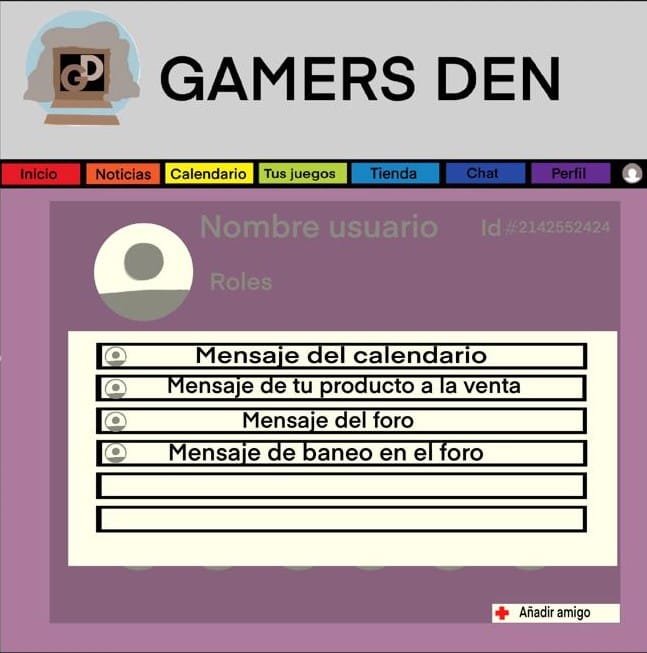 GD
GAMERS DEN
Inicio Noticias Calendario Tus juegos Tienda Chat Perfil
Nombre usuario Id #2142552424
Roles
Mensaje del calendario
Mensaje de tu producto a la venta
Mensaje del foro
Mensaje de baneo en el foro
Añadir amigo